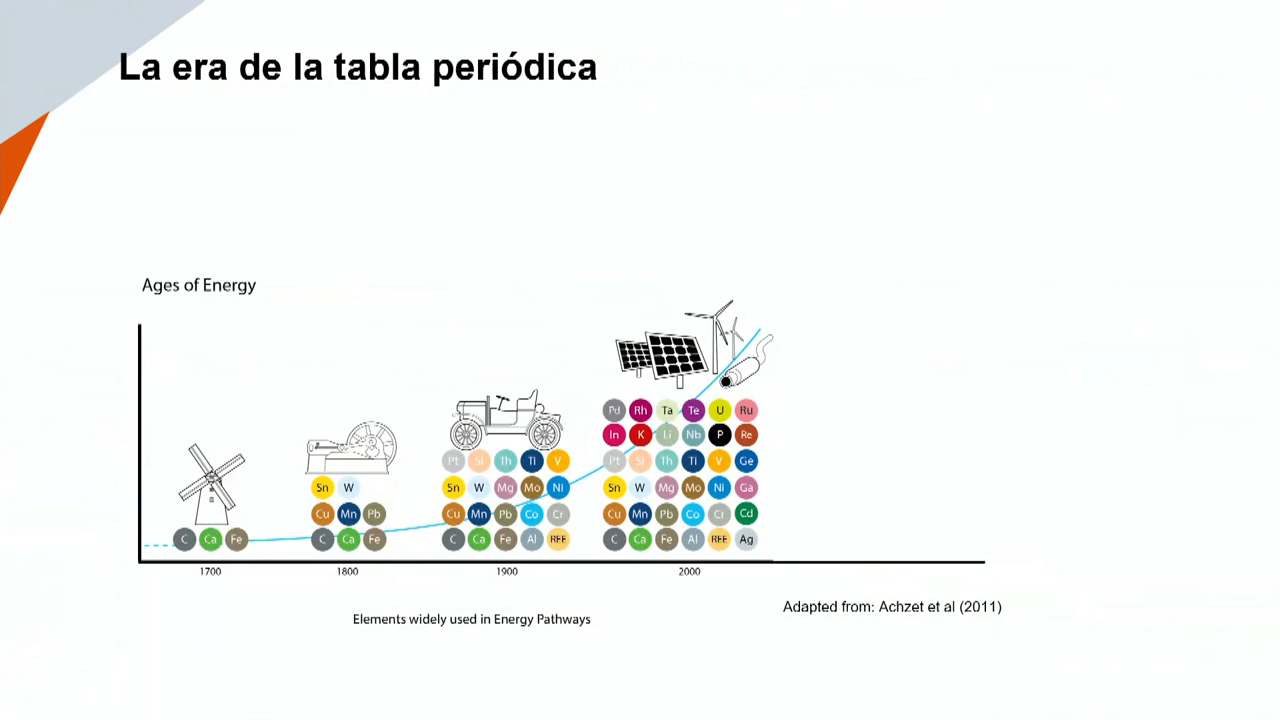 La era de la tabla periódica
Ages of Energy
Pd Rh Ta Te U Ru
In K Li Nb P Re
Pt Si Th Ti V
Pt Si Th Ti V Ge
Sn W
Sn W Mg Mo Ni
Sn W Mg Mo Ni Ga
Cu Mn Pb
Cu Mn Pb Co Cr
Cu Mn Pb Co Cr Cd
C Ca Fe
C Ca Fe
C Ca Fe Al REE
C Ca Fe Al REE Ag
1700 1800 1900 2000
Adapted from: Achzet et al (2011)
Elements widely used in Energy Pathways